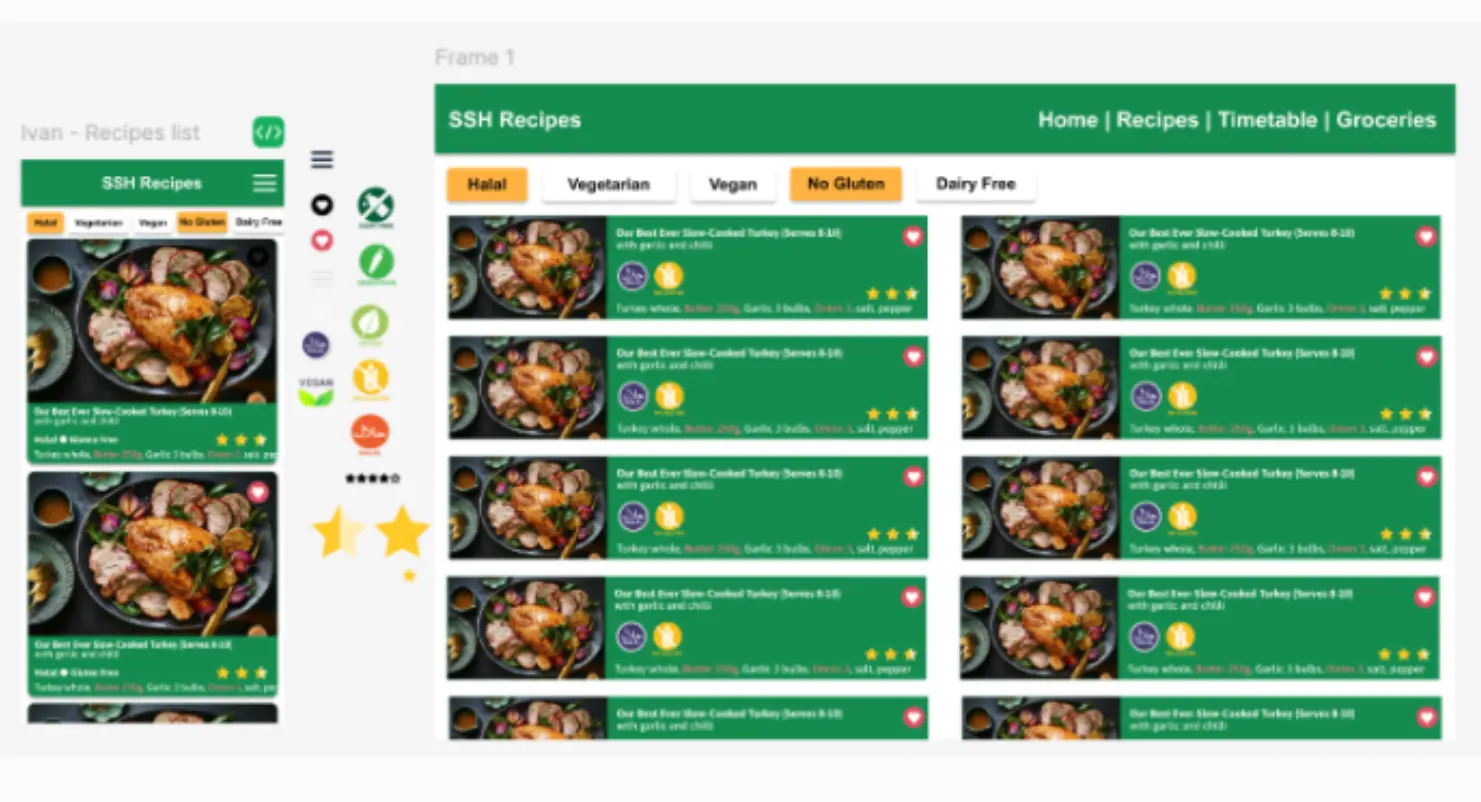 Frame 1
SSH Recipes
Home | Recipes | Timetable | Groceries
Halal Vegetarian Vegan No Gluten Dairy Free
Our Best Ever Slow-Cooked Turkey (Serves 8-10)
with garlic and chilli
Turkey whole, Butter 250g, Garlic 3 bulbs, Onion 3, salt, pepper
Our Best Ever Slow-Cooked Turkey (Serves 8-10)
with garlic and chilli
Turkey whole, Butter 250g, Garlic 3 bulbs, Onion 3, salt, pepper
Our Best Ever Slow-Cooked Turkey (Serves 8-10)
with garlic and chilli
Turkey whole, Butter 250g, Garlic 3 bulbs, Onion 3, salt, pepper
Our Best Ever Slow-Cooked Turkey (Serves 8-10)
with garlic and chilli
Turkey whole, Butter 250g, Garlic 3 bulbs, Onion 3, salt, pepper
Our Best Ever Slow-Cooked Turkey (Serves 8-10)
with garlic and chilli
Turkey whole, Butter 250g, Garlic 3 bulbs, Onion 3, salt, pepper
Our Best Ever Slow-Cooked Turkey (Serves 8-10)
with garlic and chilli
Turkey whole, Butter 250g, Garlic 3 bulbs, Onion 3, salt, pepper
Our Best Ever Slow-Cooked Turkey (Serves 8-10)
with garlic and chilli
Turkey whole, Butter 250g, Garlic 3 bulbs, Onion 3, salt, pepper
Our Best Ever Slow-Cooked Turkey (Serves 8-10)
with garlic and chilli
Turkey whole, Butter 250g, Garlic 3 bulbs, Onion 3, salt, pepper
Our Best Ever Slow-Cooked Turkey (Serves 8-10)
with garlic and chilli
Our Best Ever Slow-Cooked Turkey (Serves 8-10)
with garlic and chilli
Ivan - Recipes list
</>
SSH Recipes
Halal Vegetarian Vegan No Gluten Dairy Free
Our Best Ever Slow-Cooked Turkey (Serves 8-10)
with garlic and chilli
Halal Gluten Free
Turkey whole, Butter 250g, Garlic 3 bulbs, Onion 3, salt, pe
Our Best Ever Slow-Cooked Turkey (Serves 8-10)
with garlic and chilli
Halal Gluten Free
Turkey whole, Butter 250g, Garlic 3 bulbs, Onion 3, salt, pe
DAIRY FREE
VEGAN